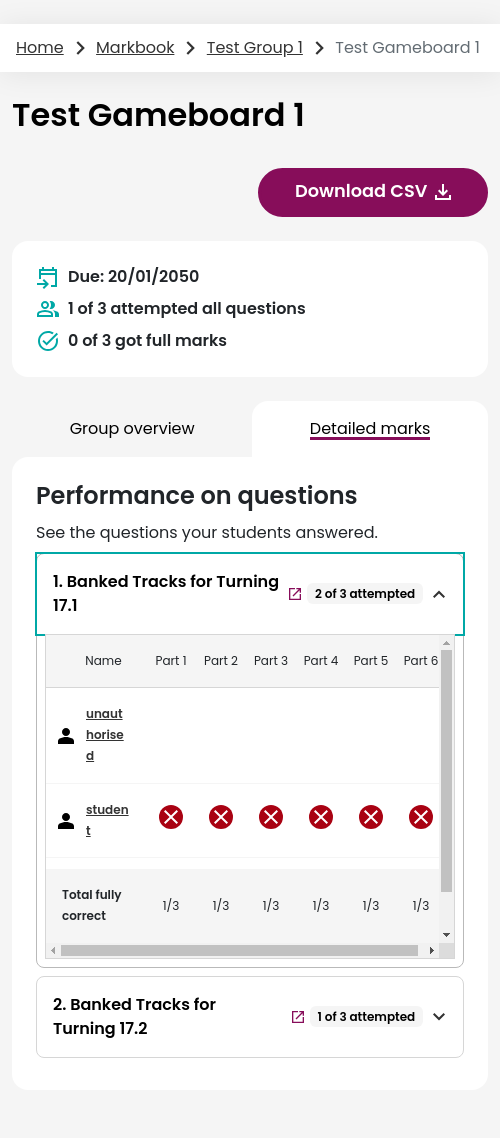 Home Markbook Test Group 1 Test Gameboard 1
Test Gameboard 1
Download CSV
Due: 20/01/2050
1 of 3 attempted all questions
0 of 3 got full marks
Group overview Detailed marks
Performance on questions
See the questions your students answered.
1. Banked Tracks for Turning
17.1
2 of 3 attempted
Name Part 1 Part 2 Part 3 Part 4 Part 5 Part 6
unaut
horise
d
studen
t
Total fully
correct
1/3 1/3 1/3 1/3 1/3 1/3
2. Banked Tracks for
Turning 17.2
1 of 3 attempted